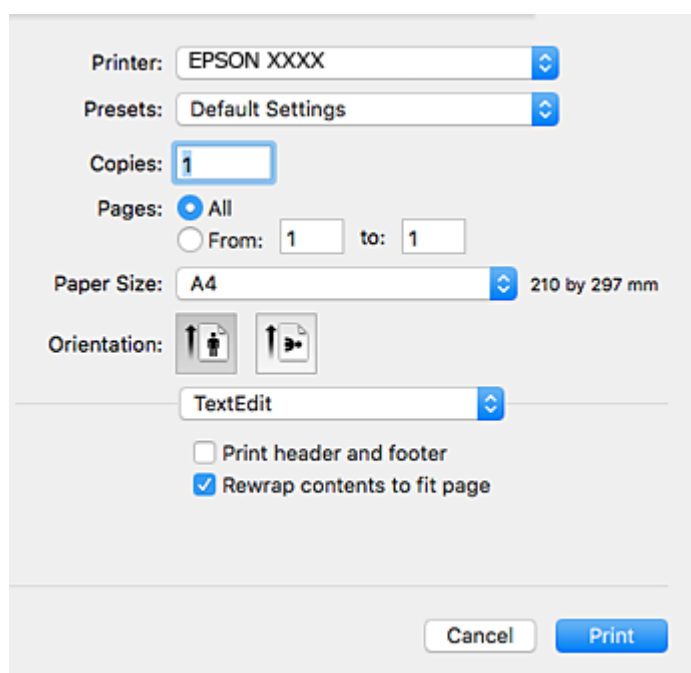 Printer: EPSON XXXX
Presets: Default Settings
Copies: 1
Pages: All
From: 1 to: 1
Paper Size: A4 210 by 297 mm
Orientation:
TextEdit
Print header and footer
Rewrap contents to fit page
Cancel Print